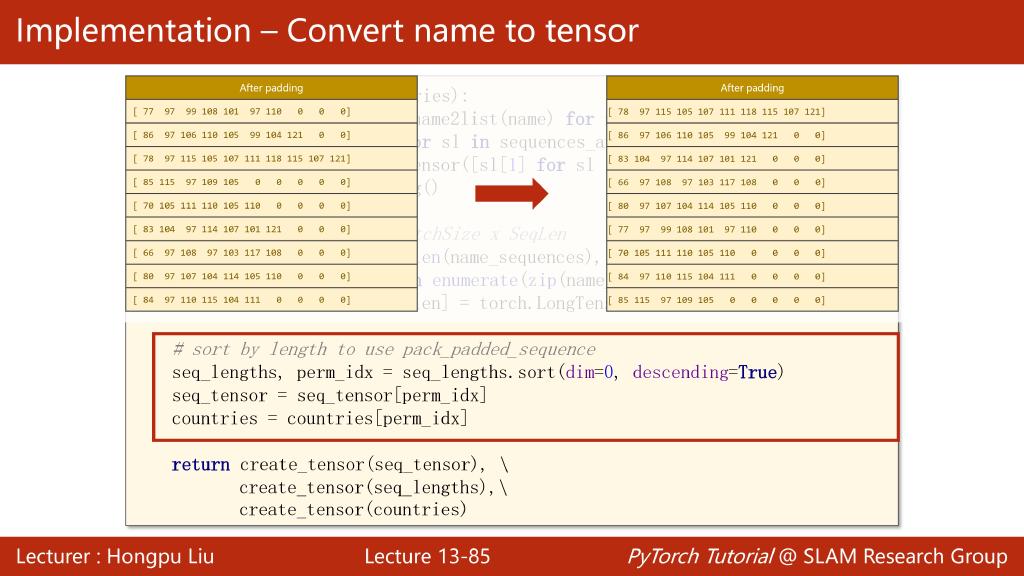 Implementation – Convert name to tensor
After padding
[ 77 97 99 108 101 97 110 0 0 0]
[ 86 97 106 110 105 99 104 121 0 0]
[ 78 97 115 105 107 111 118 115 107 121]
[ 85 115 97 109 105 0 0 0 0 0]
[ 70 105 111 110 105 110 0 0 0 0]
[ 83 104 97 114 107 101 121 0 0 0]
[ 66 97 108 97 103 117 108 0 0 0]
[ 80 97 107 104 114 105 110 0 0 0]
[ 84 97 110 115 104 111 0 0 0 0]
ries):
name2list(name) for
or sl in sequences_a
ensor([sl[1] for sl
g()
tchSize x SeqLen
en(name_sequences),
n enumerate(zip(name
en] = torch.LongTen
After padding
[ 78 97 115 105 107 111 118 115 107 121]
[ 86 97 106 110 105 99 104 121 0 0]
[ 83 104 97 114 107 101 121 0 0 0]
[ 66 97 108 97 103 117 108 0 0 0]
[ 80 97 107 104 114 105 110 0 0 0]
[ 77 97 99 108 101 97 110 0 0 0]
[ 70 105 111 110 105 110 0 0 0 0]
[ 84 97 110 115 104 111 0 0 0 0]
[ 85 115 97 109 105 0 0 0 0 0]
# sort by length to use pack_padded_sequence
seq_lengths, perm_idx = seq_lengths.sort(dim=0, descending=True)
seq_tensor = seq_tensor[perm_idx]
countries = countries[perm_idx]
return create_tensor(seq_tensor), \
create_tensor(seq_lengths),\
create_tensor(countries)
Lecturer : Hongpu Liu
Lecture 13-85
PyTorch Tutorial @ SLAM Research Group